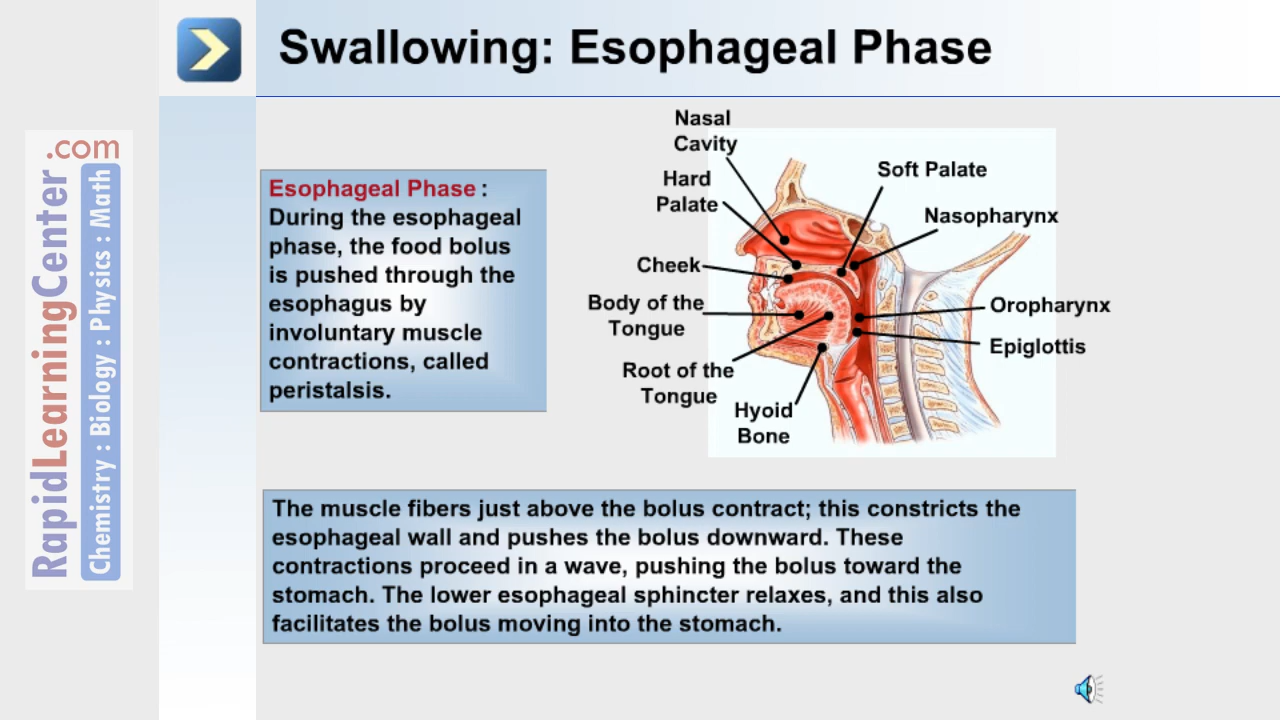 Swallowing: Esophageal Phase
RapidLearningCenter.com
Chemistry : Biology : Physics : Math
Esophageal Phase :
During the esophageal
phase, the food bolus
is pushed through the
esophagus by
involuntary muscle
contractions, called
peristalsis.
Nasal
Cavity
Hard
Palate
Cheek
Body of the
Tongue
Root of the
Tongue
Hyoid
Bone
Soft Palate
Nasopharynx
Oropharynx
Epiglottis
The muscle fibers just above the bolus contract; this constricts the
esophageal wall and pushes the bolus downward. These
contractions proceed in a wave, pushing the bolus toward the
stomach. The lower esophageal sphincter relaxes, and this also
facilitates the bolus moving into the stomach.